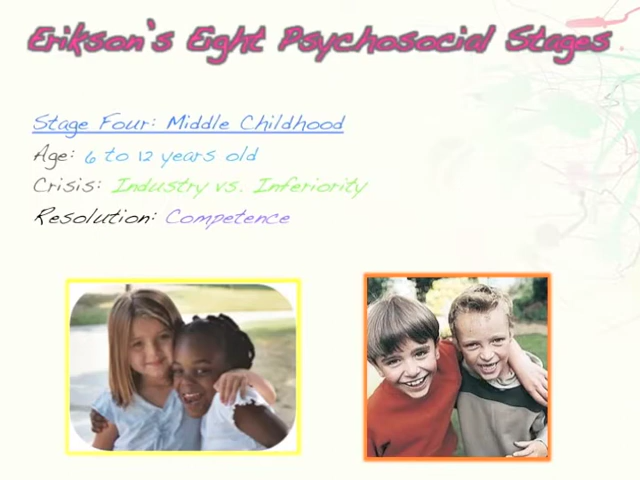 Erikson's Eight Psychosocial Stages
Stage Four: Middle Childhood
Age: 6 to 12 years old
Crisis: Industry vs. Inferiority
Resolution: Competence